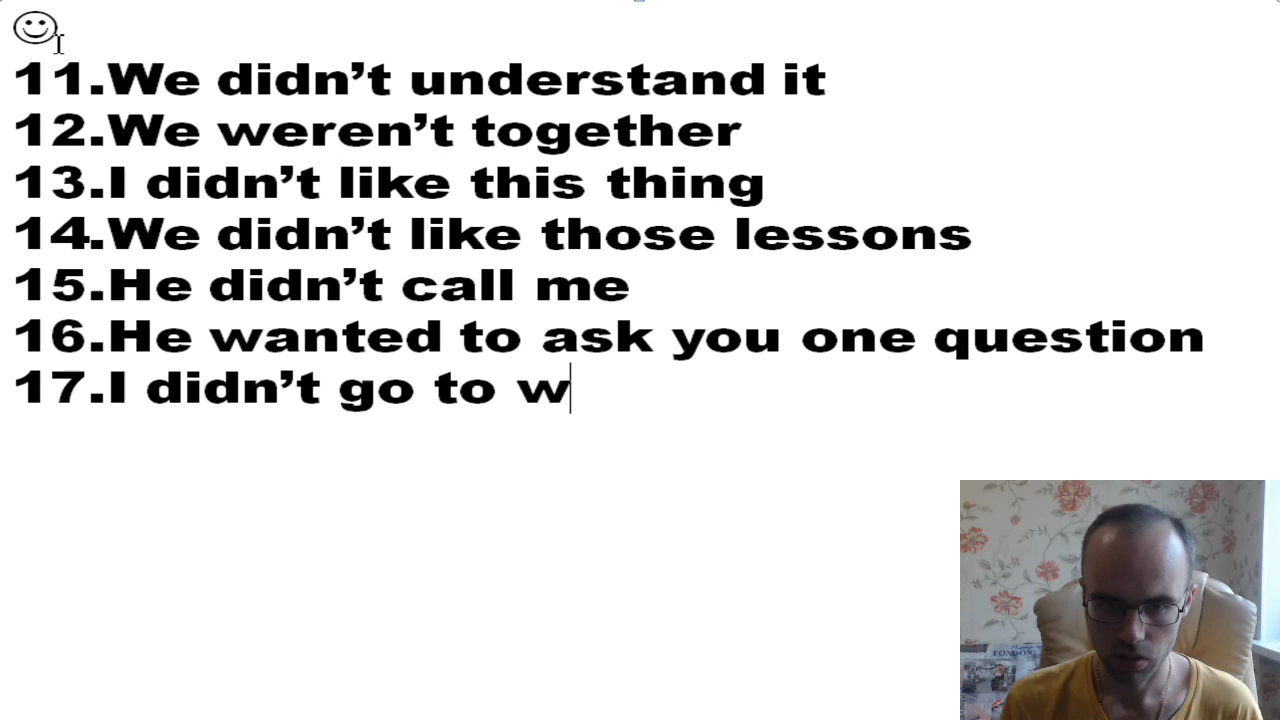 11.We didn't understand it
12.We weren't together
13.I didn't like this thing
14.We didn't like those lessons
15.He didn't call me
16.He wanted to ask you one question
17.I didn't go to w
LONDON